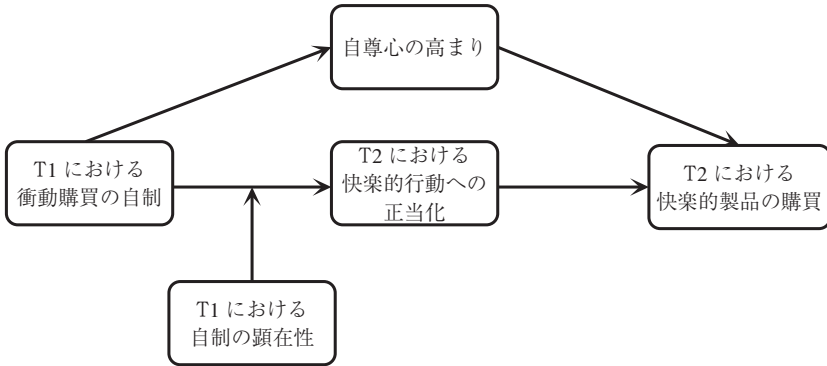 自尊心の高まり
T1 における
衝動購買の自制
T2 における
快楽的行動への
正当化
T2 における
快楽的製品の購買
T1 における
自制の顕在性